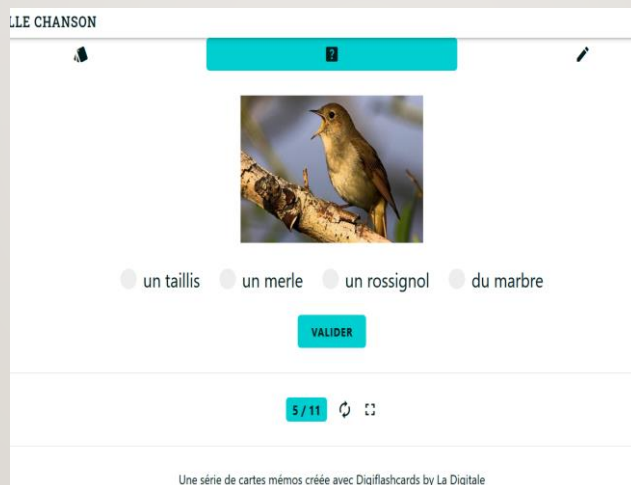 LLE CHANSON
?
un taillis un merle un rossignol du marbre
VALIDER
5 / 11
Une série de cartes mémos créée avec Digiflashcards by La Digitale